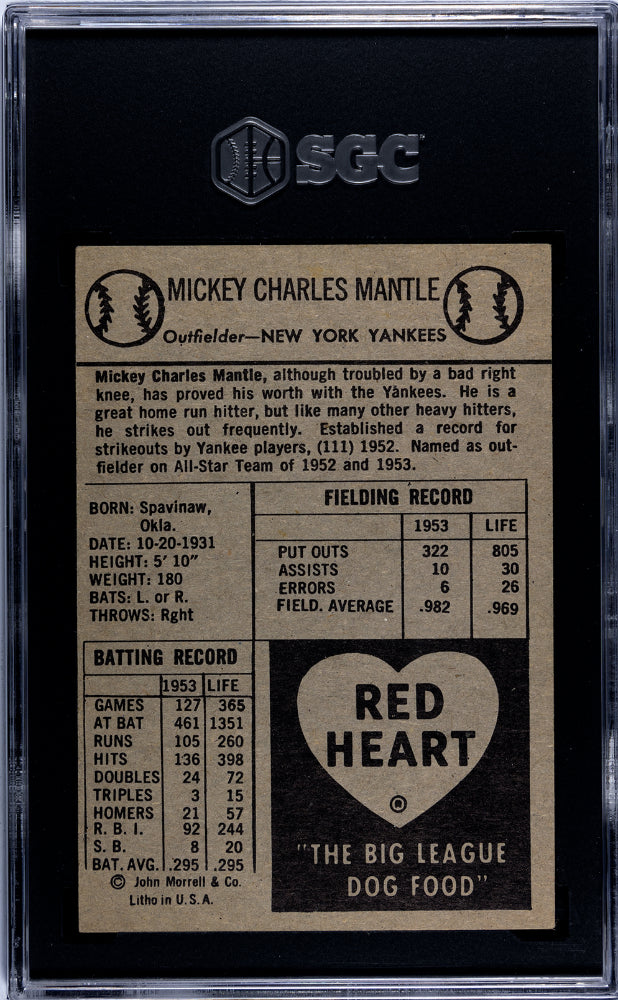 SGC
MICKEY CHARLES MANTLE
Outfielder—NEW YORK YANKEES
Mickey Charles Mantle, although troubled by a bad right
knee, has proved his worth with the Yankees. He is a
great home run hitter, but like many other heavy hitters,
he strikes out frequently. Established a record for
strikeouts by Yankee players, (111) 1952. Named as out-
fielder on All-Star Team of 1952 and 1953.
BORN: Spavinaw,
Okla.
DATE: 10-20-1931
HEIGHT: 5' 10"
WEIGHT: 180
BATS: L. or R.
THROWS: Rght
FIELDING RECORD
1953 LIFE
PUT OUTS 322 805
ASSISTS 10 30
ERRORS 6 26
FIELD. AVERAGE .982 .969
BATTING RECORD
1953 LIFE
GAMES 127 365
AT BAT 461 1351
RUNS 105 260
HITS 136 398
DOUBLES 24 72
TRIPLES 3 15
HOMERS 21 57
R. B. I. 92 244
S. B. 8 20
BAT. AVG. .295 .295
© John Morrell & Co.
Litho in U. S. A.
RED
HEART
®
"THE BIG LEAGUE
DOG FOOD"